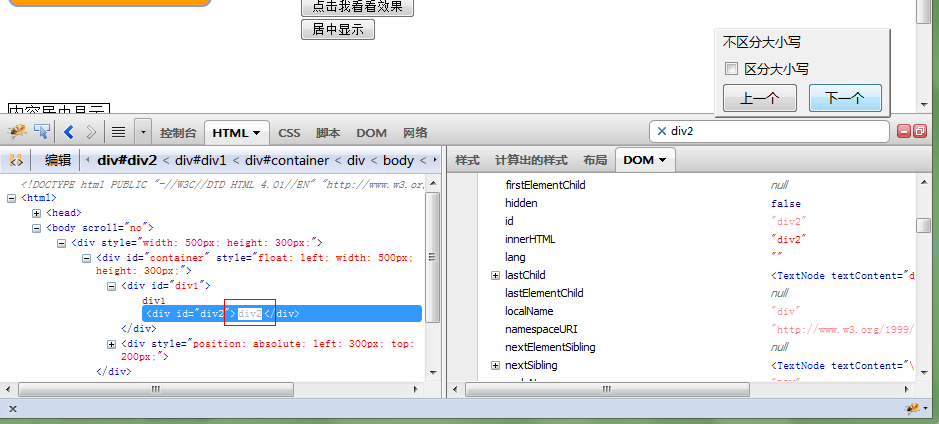 点击我看看效果
居中显示
不区分大小写
区分大小写
上一个 下一个
内容居中显示
控制台 HTML CSS 脚本 DOM 网络
div2
编辑 div#div2 < div#div1 < div#container < div < body <
样式 计算出的样式 布局 DOM
<!DOCTYPE html PUBLIC "-//W3C//DTD HTML 4.01//EN" "http://www.w3.or
<html>
<head>
<body scroll="no">
<div style="width: 500px; height: 300px;">
<div id="container" style="float: left; width: 500px;
height: 300px;">
<div id="div1">
div1
<div id="div2">div2</div>
</div>
<div style="position: absolute; left: 300px; top:
200px;">
</div>
firstElementChild null
hidden false
id "div2"
innerHTML "div2"
lang ""
lastChild <TextNode textContent="d
lastElementChild null
localName "div"
namespaceURI "http://www.w3.org/1999/
nextElementSibling null
nextSibling <TextNode textContent="\